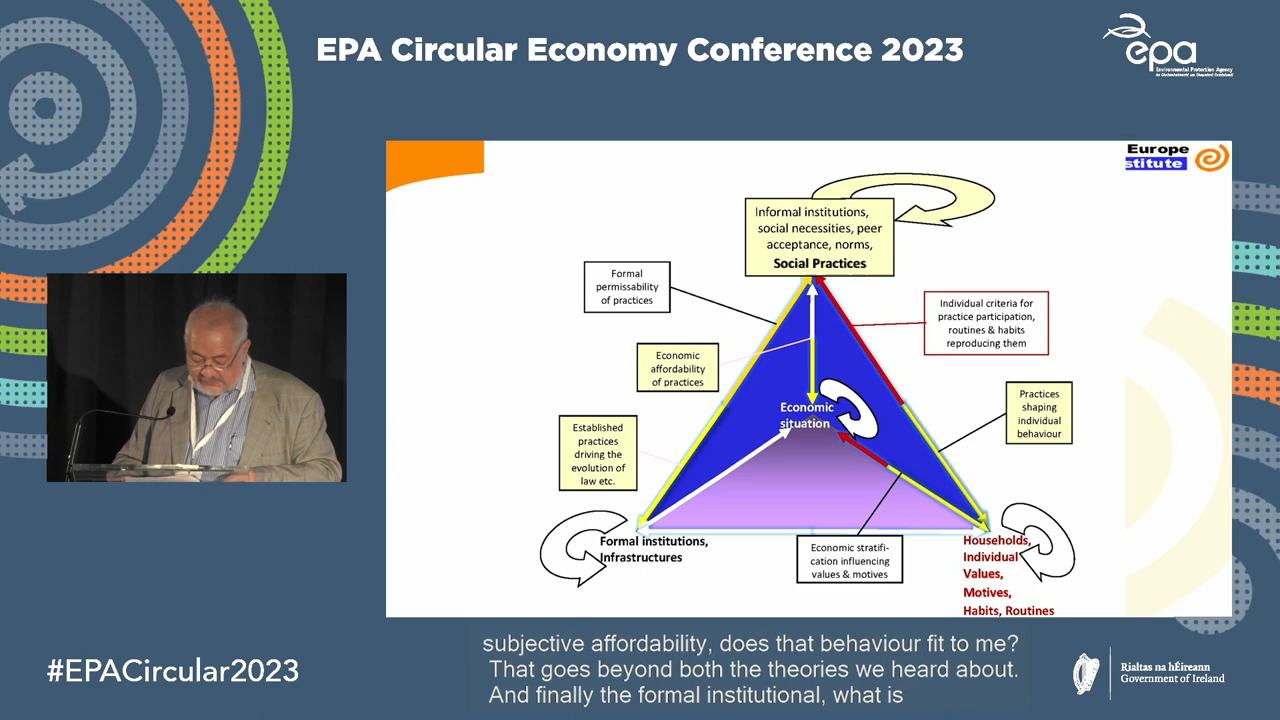 EPA Circular Economy Conference 2023
epa
Environmental Protection Agency
Europe
stitute
Informal institutions,
social necessities, peer
acceptance, norms,
Social Practices
Formal
permissability
of practices
Individual criteria for
practice participation,
routines & habits
reproducing them
Economic
affordability
of practices
Practices
shaping
individual
behaviour
Economic
situation
Established
practices
driving the
evolution of
law etc.
Formal institutions,
Infrastructures
Economic stratifi-
cation influencing
values & motives
Households,
Individual
Values,
Motives,
Habits, Routines
subjective affordability, does that behaviour fit to me?
That goes beyond both the theories we heard about.
And finally the formal institutional, what is
#EPACircular2023
Rialtas na hÉireann
Government of Ireland